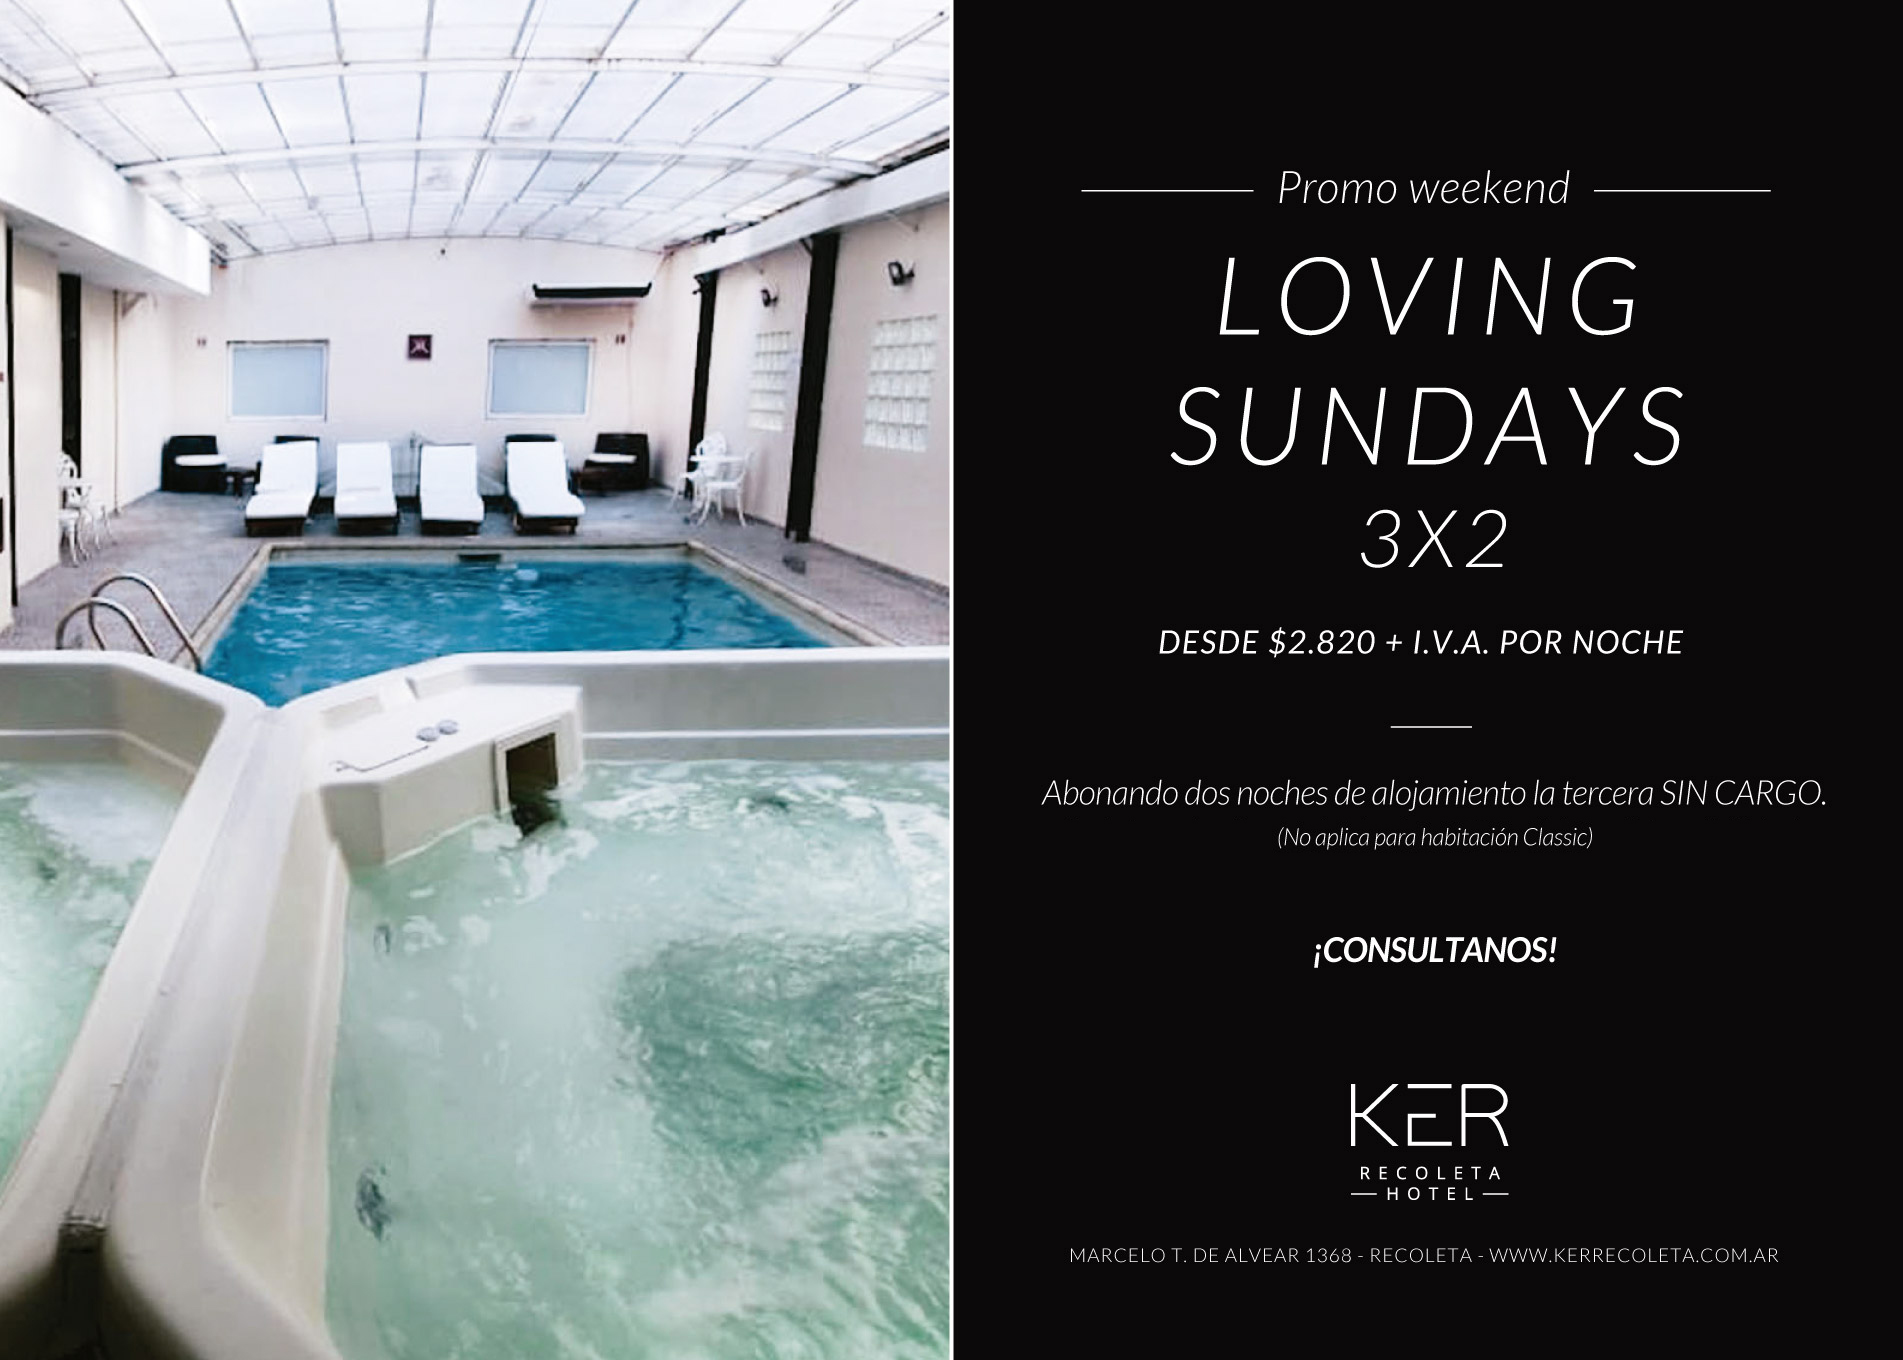 Promo weekend
LOVING
SUNDAYS
3X2
DESDE $2.820 + I.V.A. POR NOCHE
Abonando dos noches de alojamiento la tercera SIN CARGO.
(No aplica para habitación Classic)
¡CONSULTANOS!
KER
RECOLETA
HOTEL
MARCELO T. DE ALVEAR 1368 - RECOLETA - WWW.KERRECOLETA.COM.AR